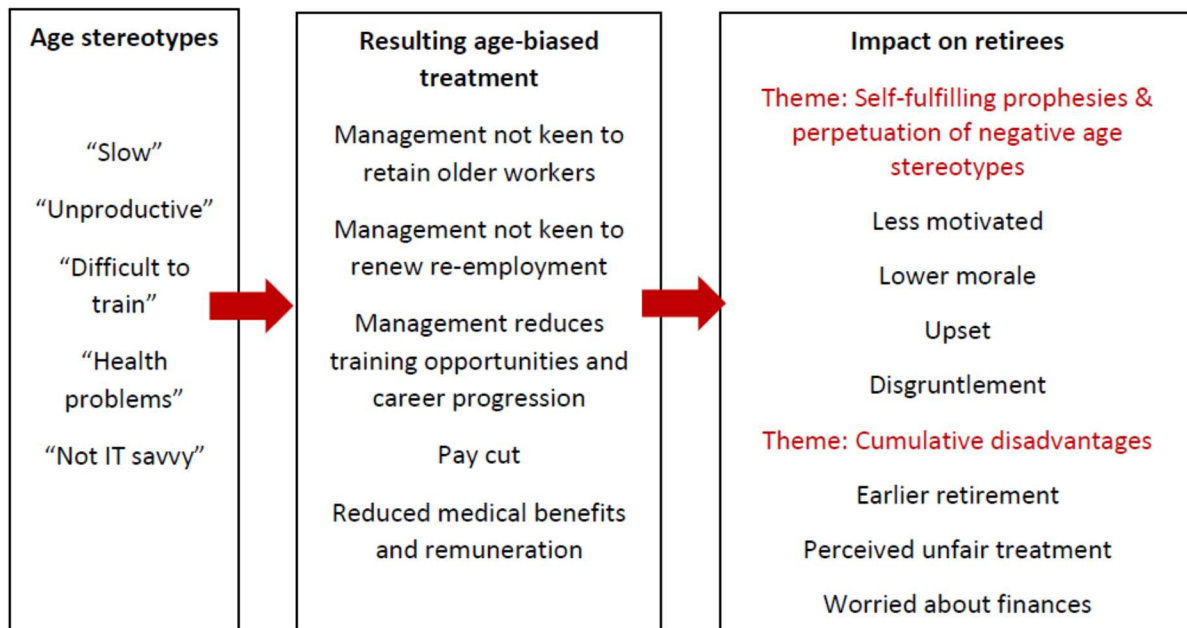 Age stereotypes
“Slow”
“Unproductive”
“Difficult to
train”
“Health
problems”
“Not IT savvy”
Resulting age-biased
treatment
Management not keen to
retain older workers
Management not keen to
renew re-employment
Management reduces
training opportunities and
career progression
Pay cut
Reduced medical benefits
and remuneration
Impact on retirees
Theme: Self-fulfilling prophesies &
perpetuation of negative age
stereotypes
Less motivated
Lower morale
Upset
Disgruntlement
Theme: Cumulative disadvantages
Earlier retirement
Perceived unfair treatment
Worried about finances